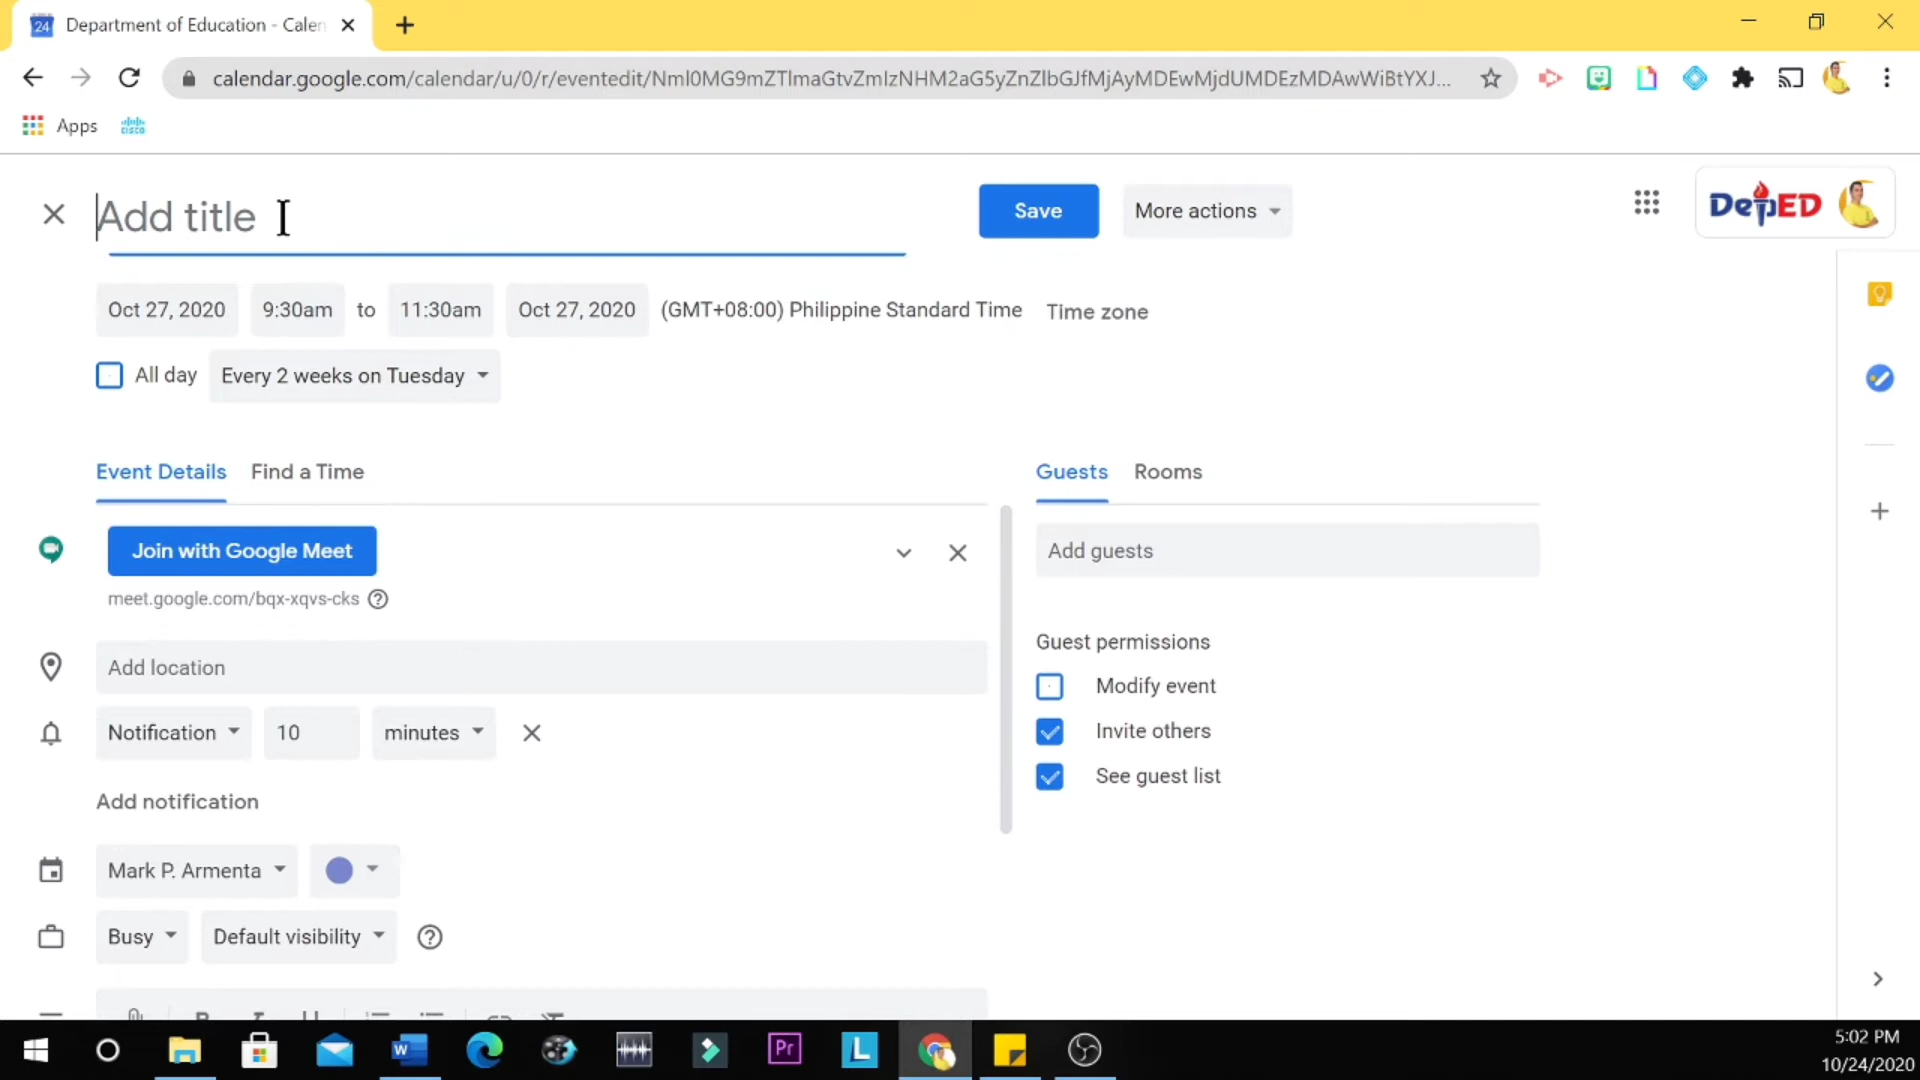 24 Department of Education - Calen
calendar.google.com/calendar/u/0/r/eventedit/Nml0MG9mZTlmaGtvZmIzNHM2aG5yZnZlbGJfMjAyMDEwMjdUMDEzMDAwWiBtYXJ...
Apps
cisco
Add title
Save
More actions
DepED
Oct 27, 2020 9:30am to 11:30am Oct 27, 2020 (GMT+08:00) Philippine Standard Time Time zone
All day Every 2 weeks on Tuesday
Event Details Find a Time
Guests Rooms
Join with Google Meet
Add guests
meet.google.com/bqx-xqvs-cks
Guest permissions
Add location
Modify event
Notification 10 minutes
Invite others
See guest list
Add notification
Mark P. Armenta
Busy Default visibility
W Pr L
5:02 PM
10/24/2020